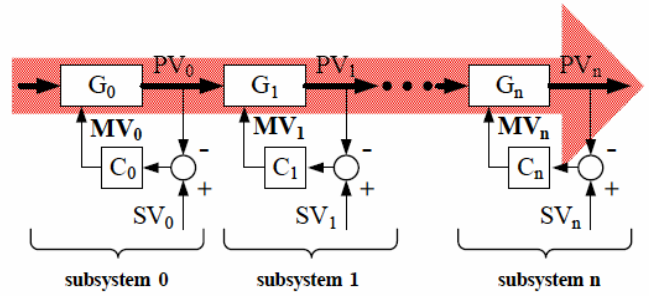 PV0 PV1 PV n
G0 G1 Gn
MV0 MV1 MVn
C0 C1 Cn
- - -
+ + +
SV0 SV1 SVn
subsystem 0 subsystem 1 subsystem n